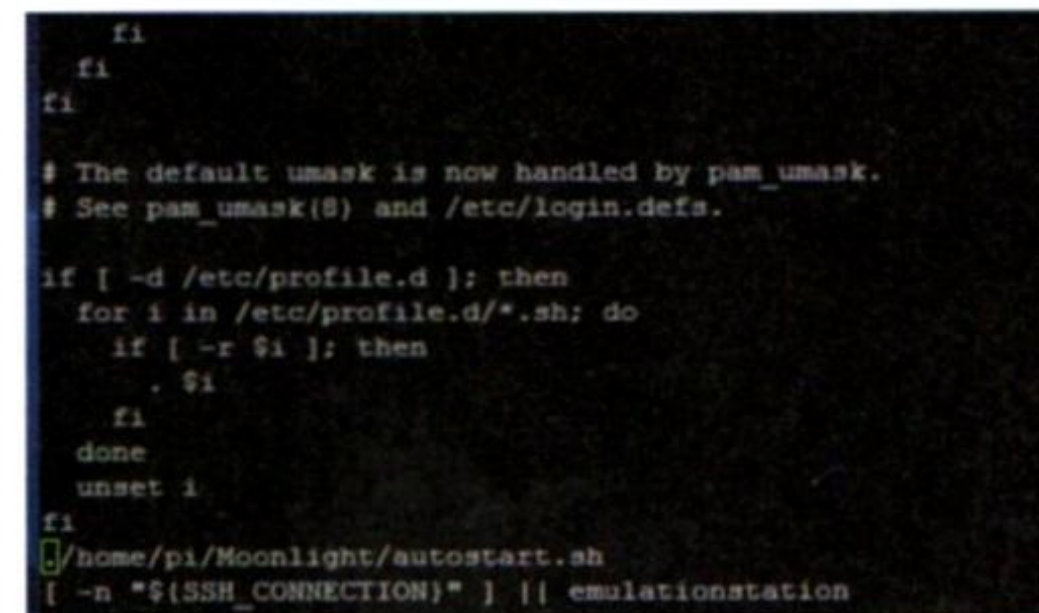 fi
  fi
fi

# The default umask is now handled by pam_umask.
# See pam_umask(8) and /etc/login.defs.

if [ -d /etc/profile.d ]; then
  for i in /etc/profile.d/*.sh; do
    if [ -r $i ]; then
      . $i
    fi
  done
  unset i
fi
./home/pi/Moonlight/autostart.sh
[ -n "${SSH_CONNECTION}" ] || emulationstation